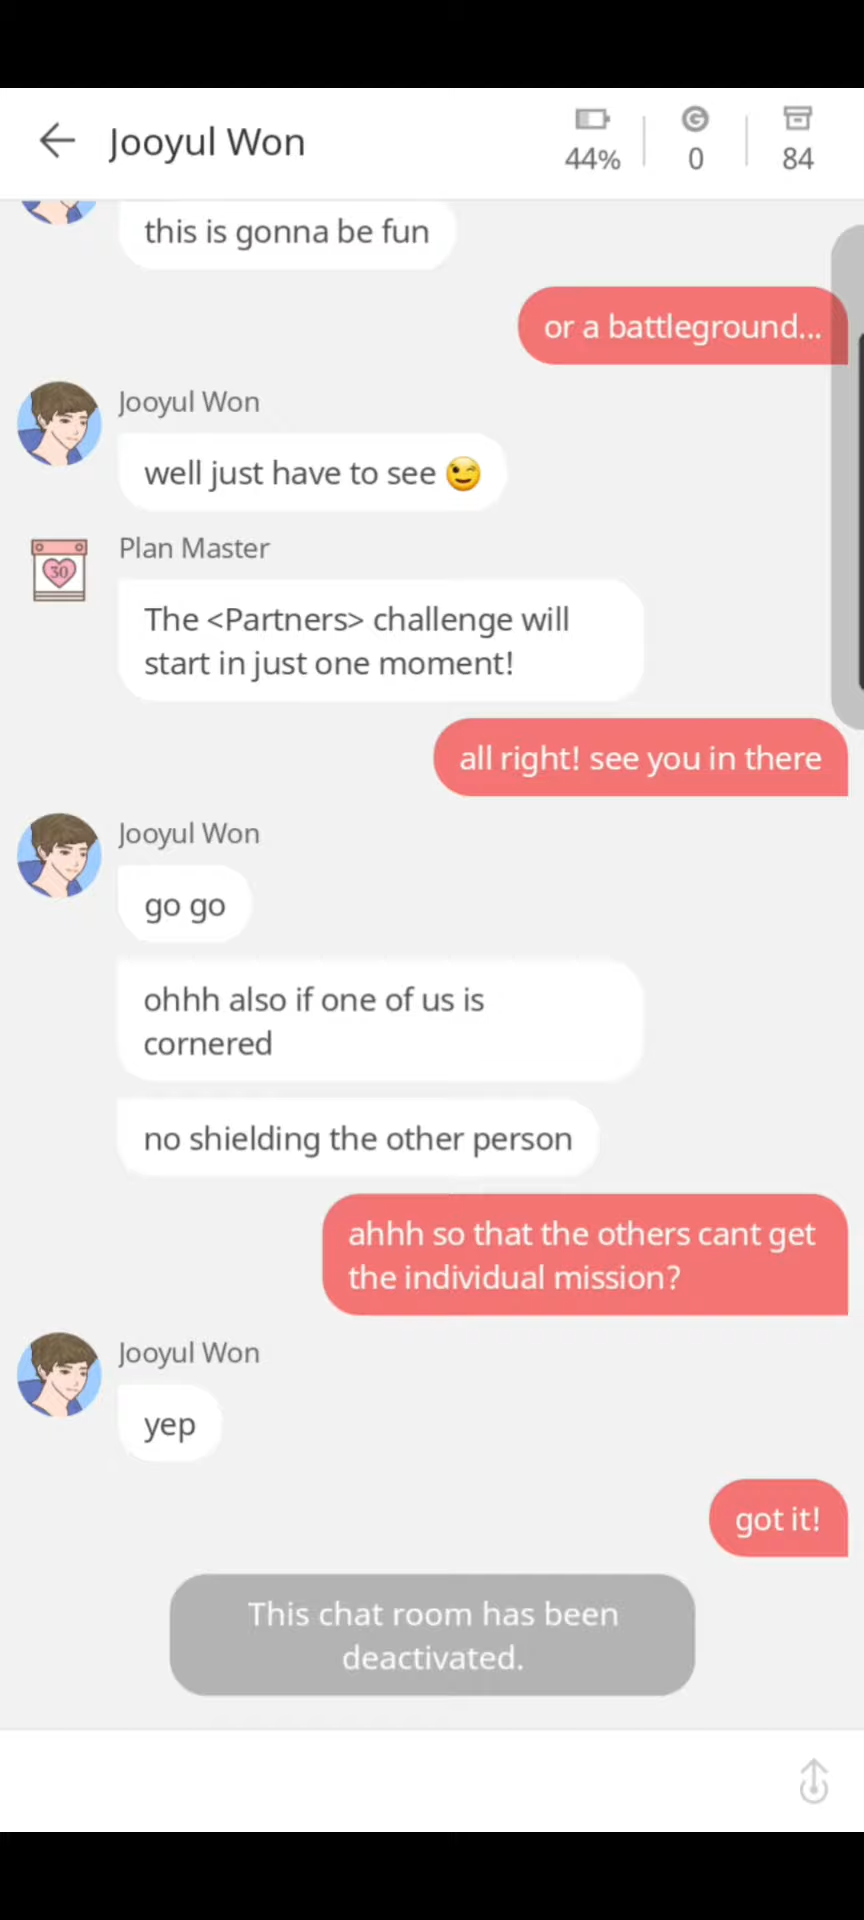 Jooyul Won
44%
0
84
this is gonna be fun
or a battleground...
Jooyul Won
well just have to see 😉
Plan Master
30
The <Partners> challenge will
start in just one moment!
all right! see you in there
Jooyul Won
go go
ohhh also if one of us is
cornered
no shielding the other person
ahhh so that the others cant get
the individual mission?
Jooyul Won
yep
got it!
This chat room has been
deactivated.